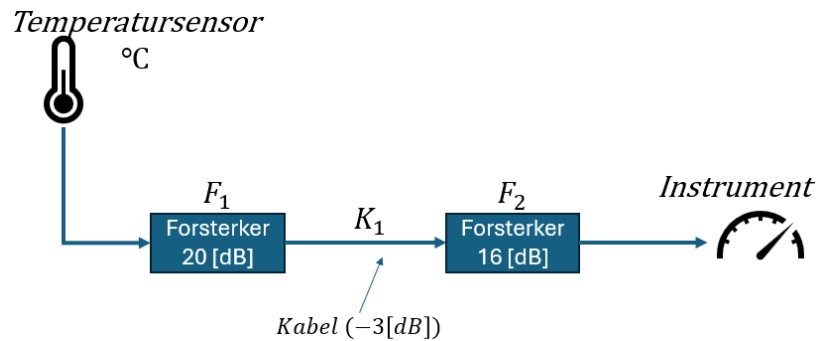 Temperatursensor
°C
F₁
Forsterker
20 [dB]
K₁
F₂
Forsterker
16 [dB]
Instrument
Kabel (−3[dB])